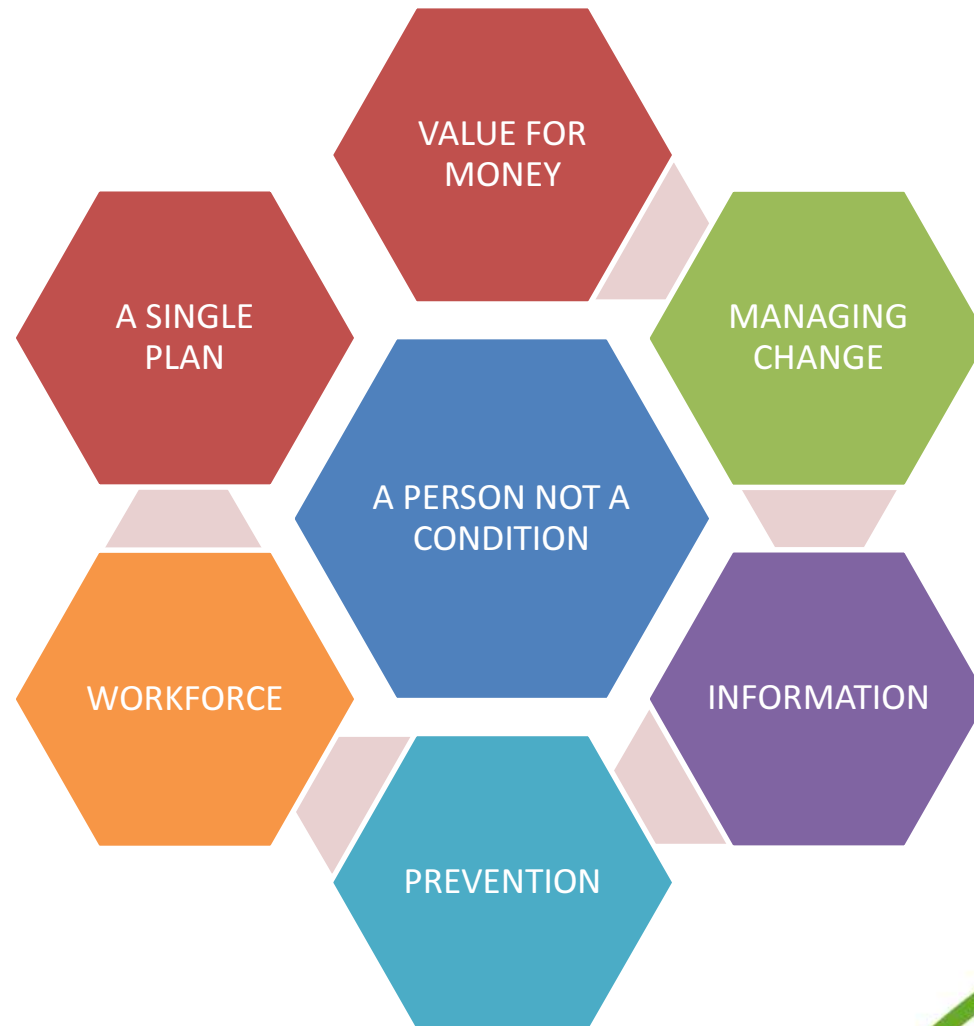 VALUE FOR
MONEY
A SINGLE
PLAN
MANAGING
CHANGE
A PERSON NOT A
CONDITION
WORKFORCE
INFORMATION
PREVENTION